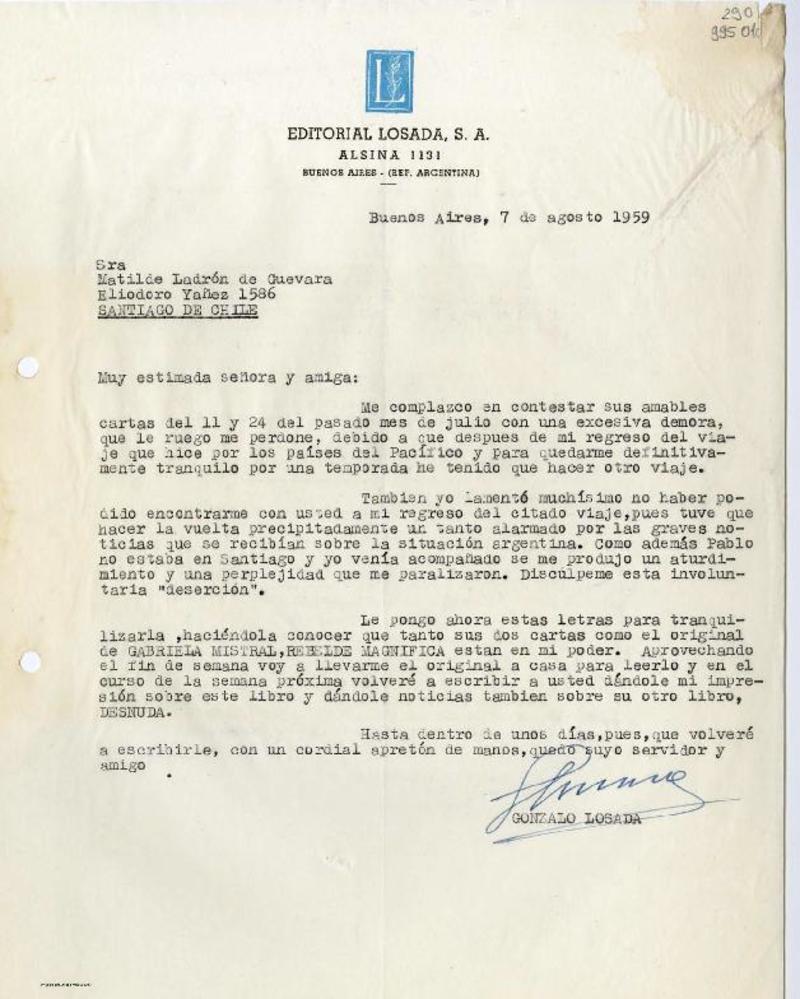 290
995016
L
EDITORIAL LOSADA, S. A.
ALSINA 1131
BUENOS AIRES - (REP. ARGENTINA)
Buenos Aires, 7 de agosto 1959
Sra
Matilde Ladrón de Guevara
Eliodoro Yañez 1586
SANTIAGO DE CHILE
Muy estimada señora y amiga:
Me complazco en contestar sus amables
cartas del 11 y 24 del pasado mes de julio con una excesiva demora,
que le ruego me perdone, debido a que despues de mi regreso del via-
je que hice por los países del Pacífico y para quedarme definitiva-
mente tranquilo por una temporada he tenido que hacer otro viaje.
Tambien yo lamentó muchísimo no haber po-
dido encontrarme con usted a mi regreso del citado viaje,pues tuve que
hacer la vuelta precipitadamente un tanto alarmado por las graves no-
ticias que se recibían sobre la situación argentina. Como además Pablo
no estaba en Santiago y yo venía acompañado se me produjo un aturdi-
miento y una perplejidad que me paralizaron. Discúlpeme esta involun-
taria "deserción".
Le pongo ahora estas letras para tranqui-
lizarla ,haciéndola conocer que tanto sus dos cartas como el original
de GABRIELA MISTRAL,REBELDE MAGNIFICA estan en mi poder. Aprovechando
el fin de semana voy a llevarme el original a casa para leerlo y en el
curso de la semana próxima volveré a escribir a usted dándole mi impre-
sión sobre este libro y dándole noticias tambien sobre su otro libro,
DESNUDA.
Hasta dentro de unos días,pues,que volveré
a escribirle, con un cordial apretón de manos,quedo suyo servidor y
amigo
GONZALO LOSADA